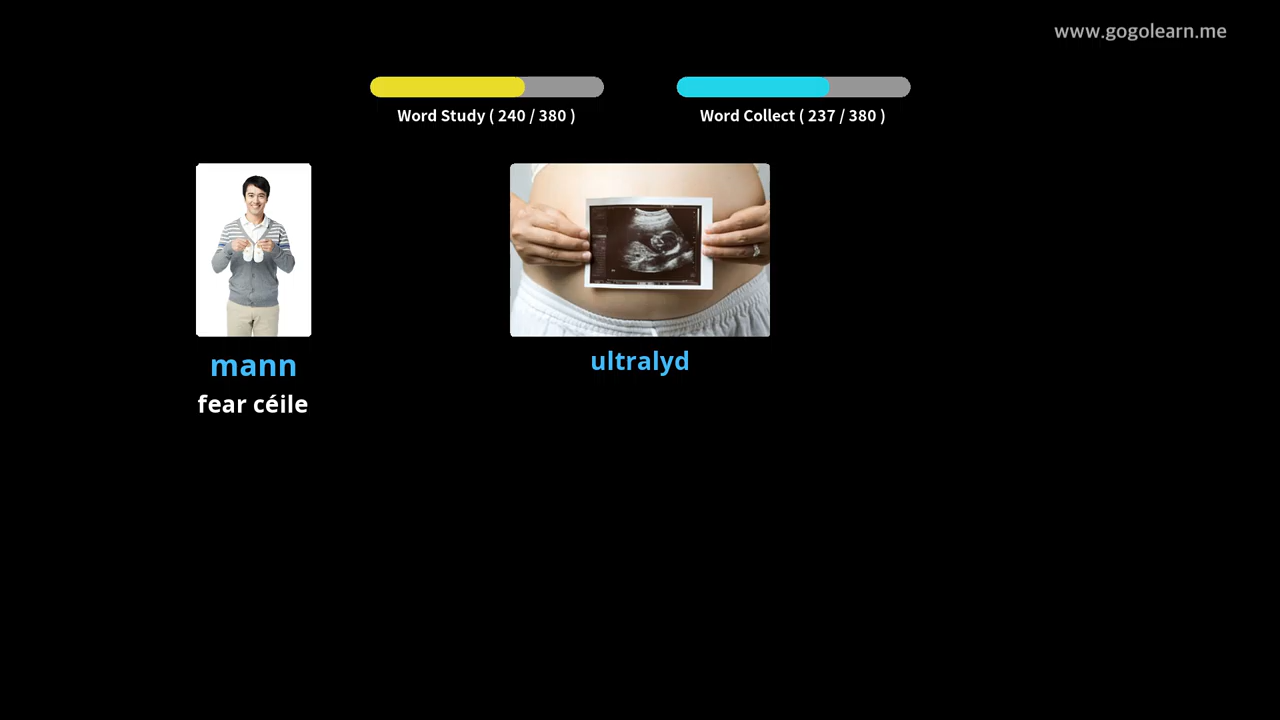 www.gogolearn.me
Word Study ( 240 / 380 )
Word Collect ( 237 / 380 )
mann
fear céile
ultralyd